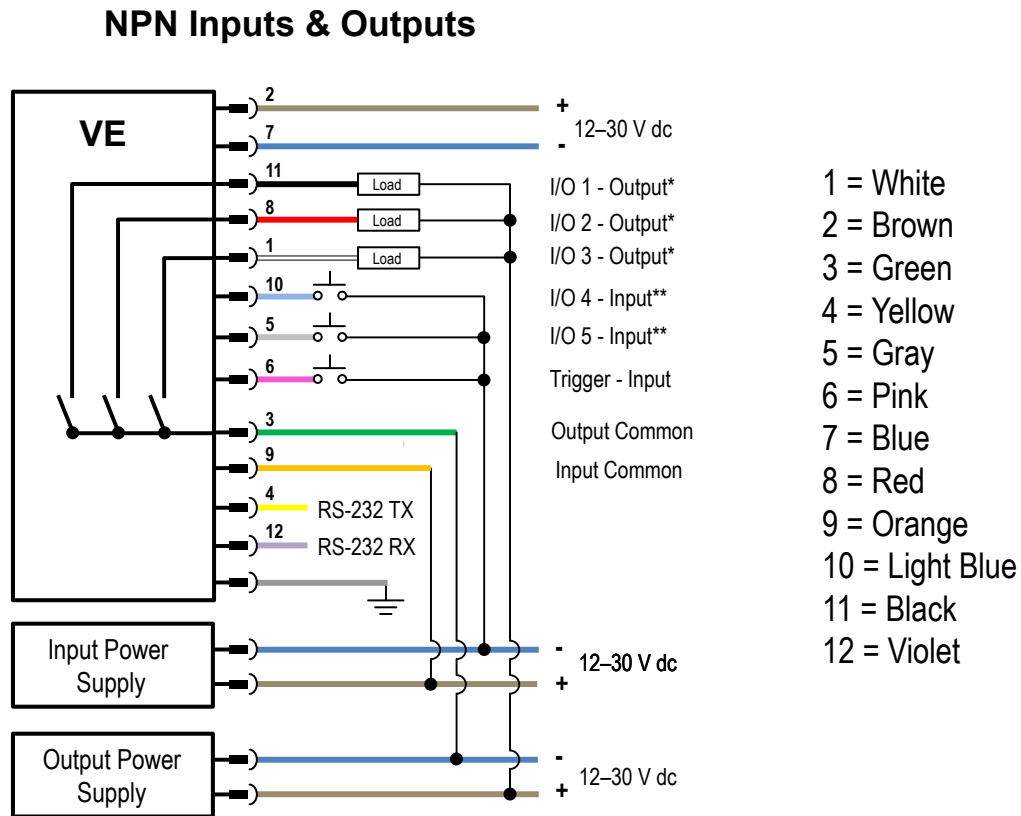 NPN Inputs & Outputs
VE
2
+
12–30 V dc
7
-
11
Load
I/O 1 - Output*
8
Load
I/O 2 - Output*
1
Load
I/O 3 - Output*
10
I/O 4 - Input**
5
I/O 5 - Input**
6
Trigger - Input
3
Output Common
9
Input Common
4
RS-232 TX
12
RS-232 RX
Input Power
Supply
-
12–30 V dc
+
Output Power
Supply
-
12–30 V dc
+
1 = White
2 = Brown
3 = Green
4 = Yellow
5 = Gray
6 = Pink
7 = Blue
8 = Red
9 = Orange
10 = Light Blue
11 = Black
12 = Violet